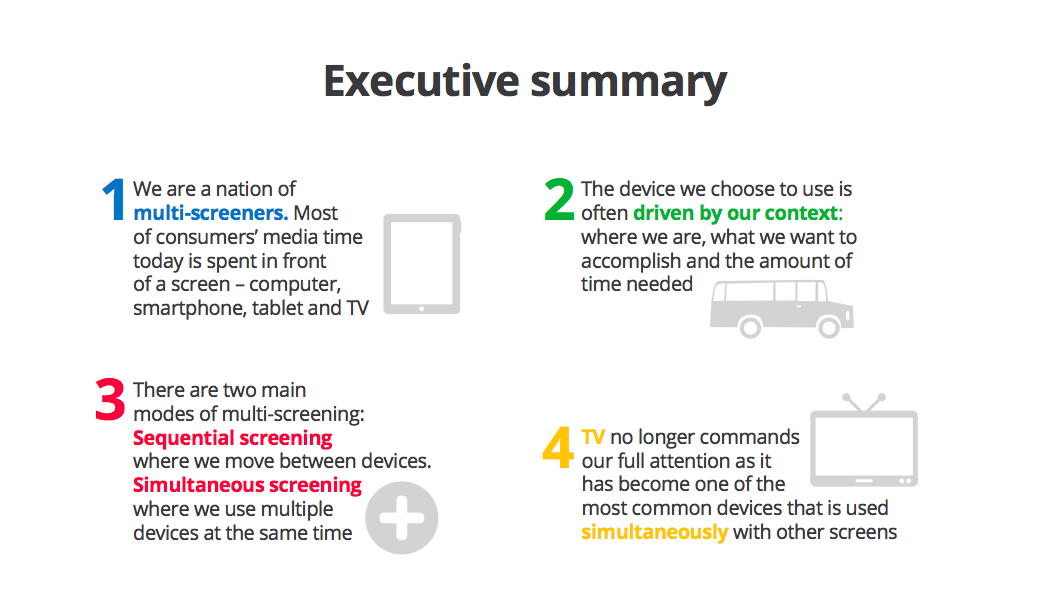 Executive summary
1 We are a nation of
multi-screeners. Most
of consumers’ media time
today is spent in front
of a screen – computer,
smartphone, tablet and TV
2 The device we choose to use is
often driven by our context:
where we are, what we want to
accomplish and the amount of
time needed
3 There are two main
modes of multi-screening:
Sequential screening
where we move between devices.
Simultaneous screening
where we use multiple
devices at the same time
4 TV no longer commands
our full attention as it
has become one of the
most common devices that is used
simultaneously with other screens